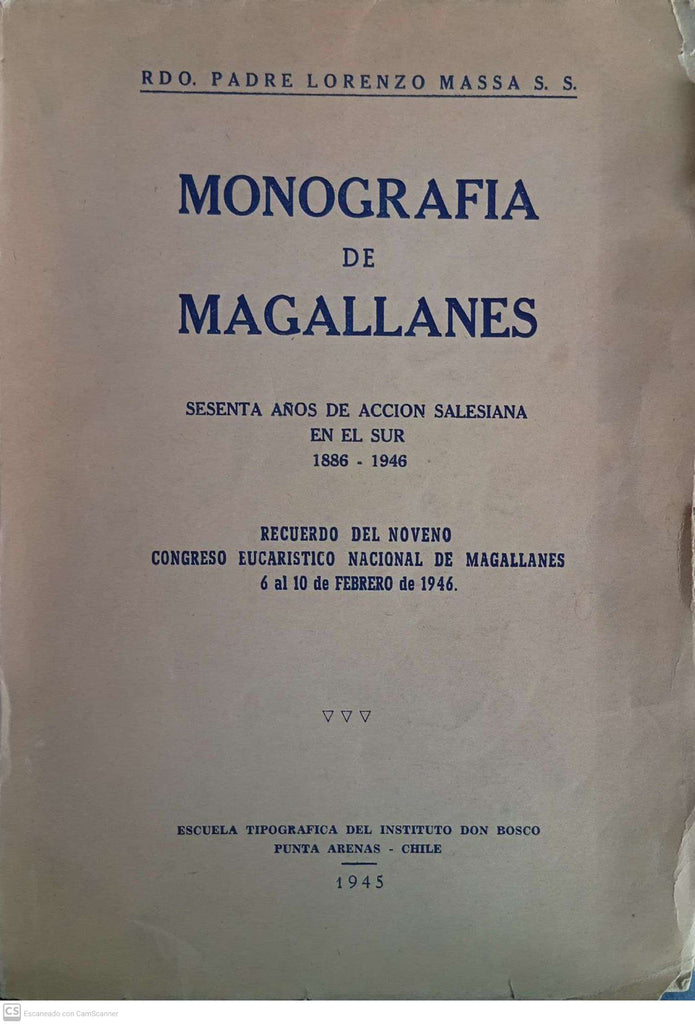 RDO. PADRE LORENZO MASSA S. S.
MONOGRAFIA
DE
MAGALLANES
SESENTA AÑOS DE ACCION SALESIANA
EN EL SUR
1886 - 1946
RECUERDO DEL NOVENO
CONGRESO EUCARISTICO NACIONAL DE MAGALLANES
6 al 10 de FEBRERO de 1946.
ESCUELA TIPOGRAFICA DEL INSTITUTO DON BOSCO
PUNTA ARENAS - CHILE
1945
CS Escaneado con CamScanner